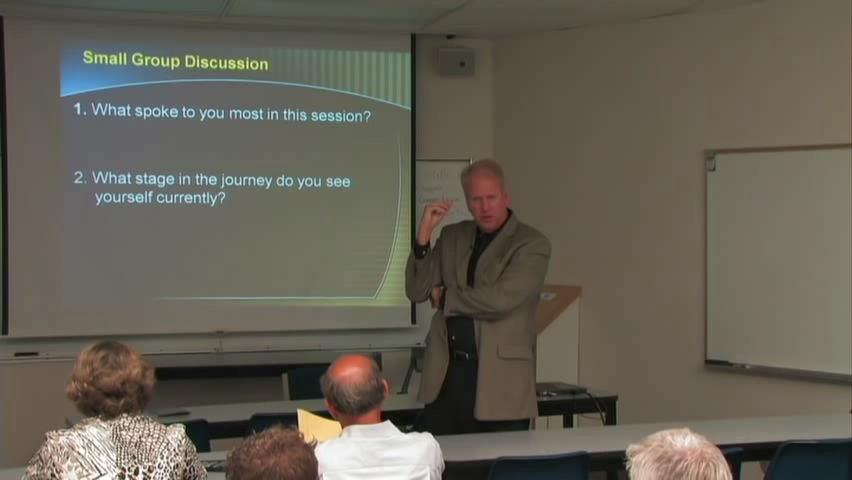 Small Group Discussion
1. What spoke to you most in this session?
2. What stage in the journey do you see
yourself currently?